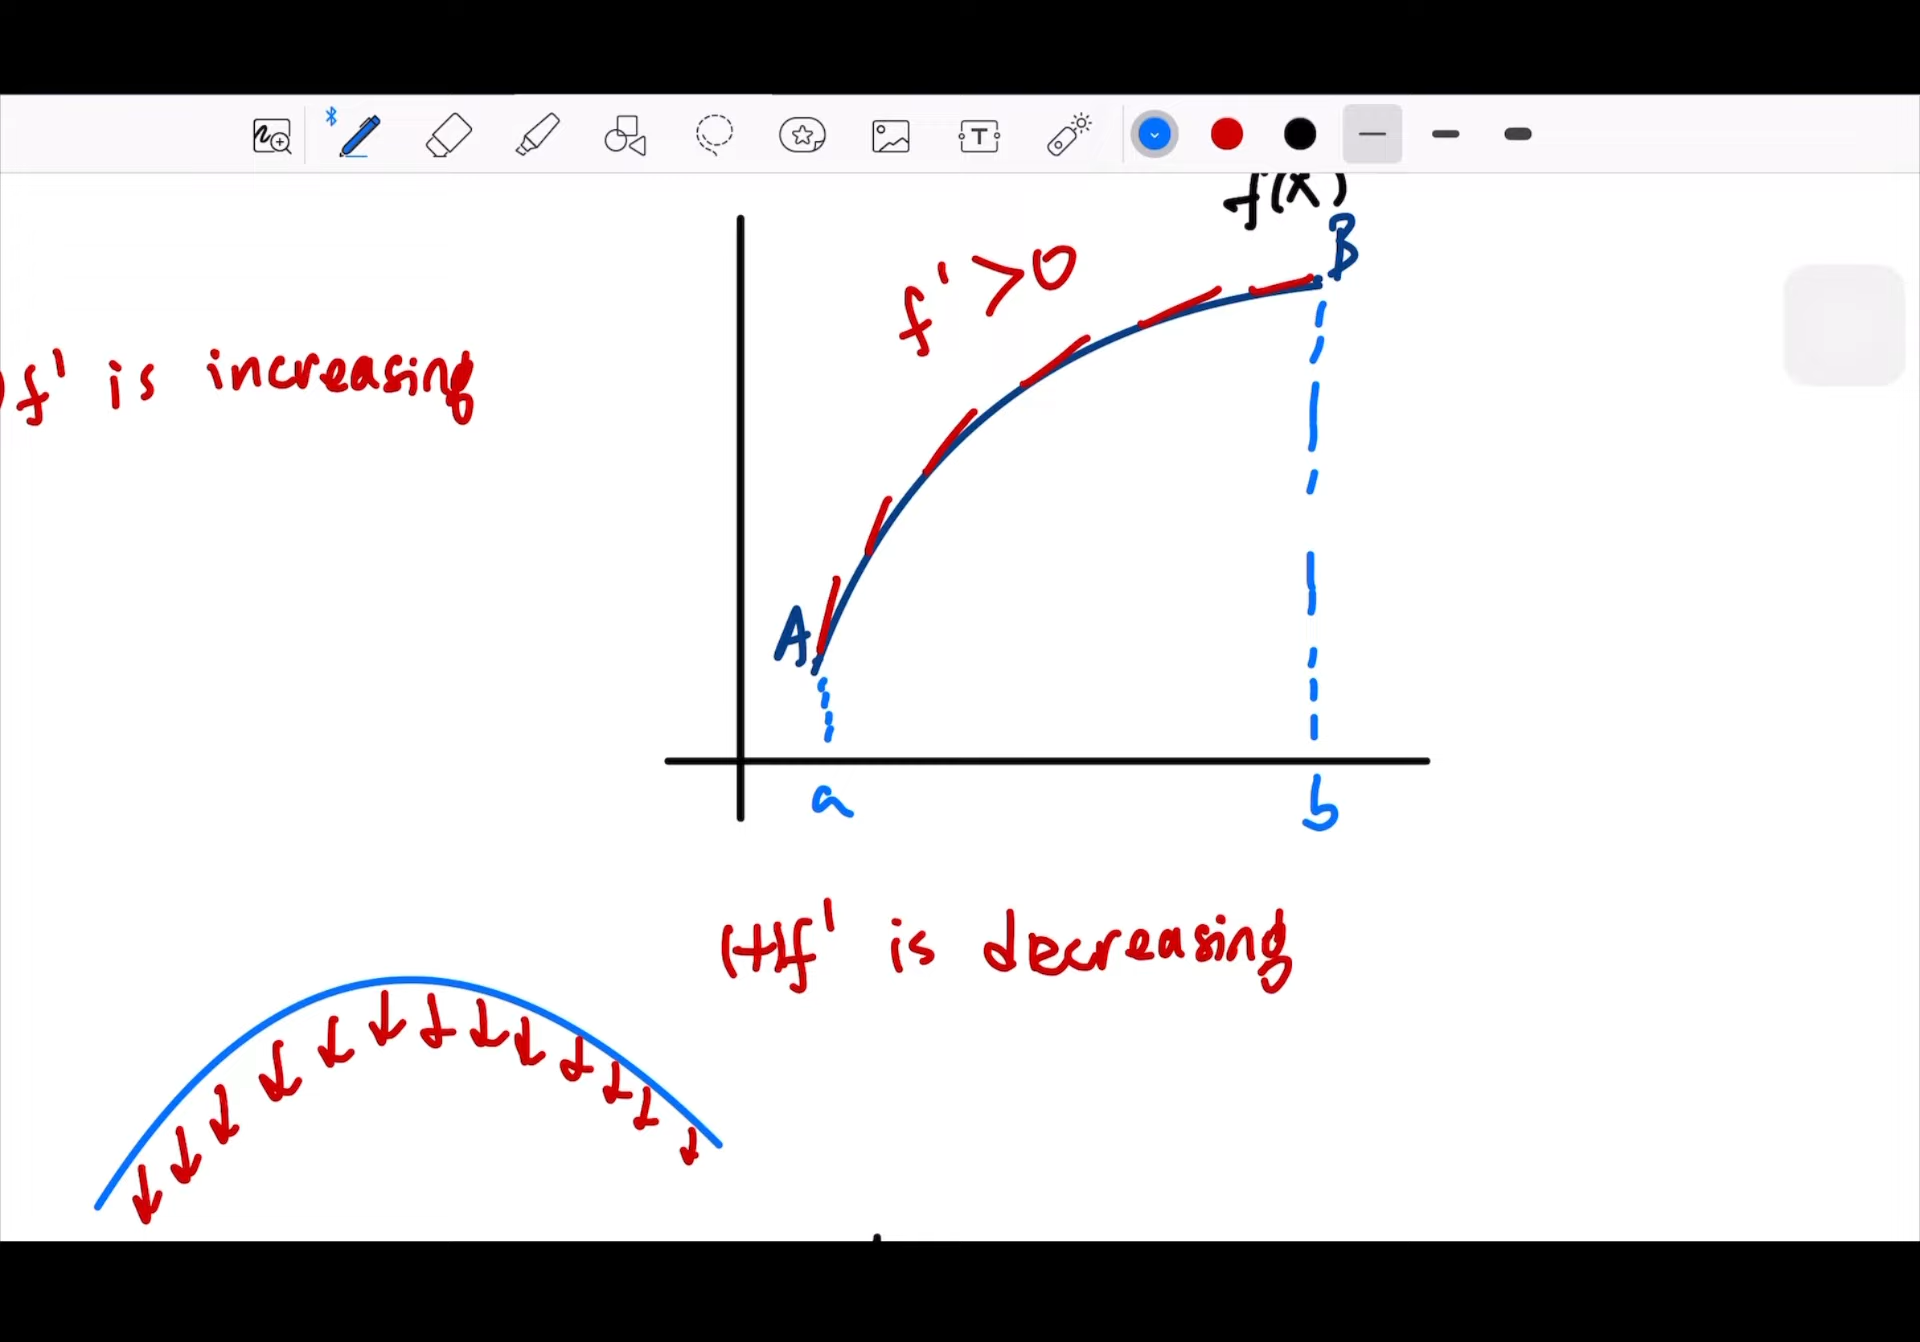 f(x)
B
f' >0
) f' is increasing
A
a
b
(+)f' is decreasing